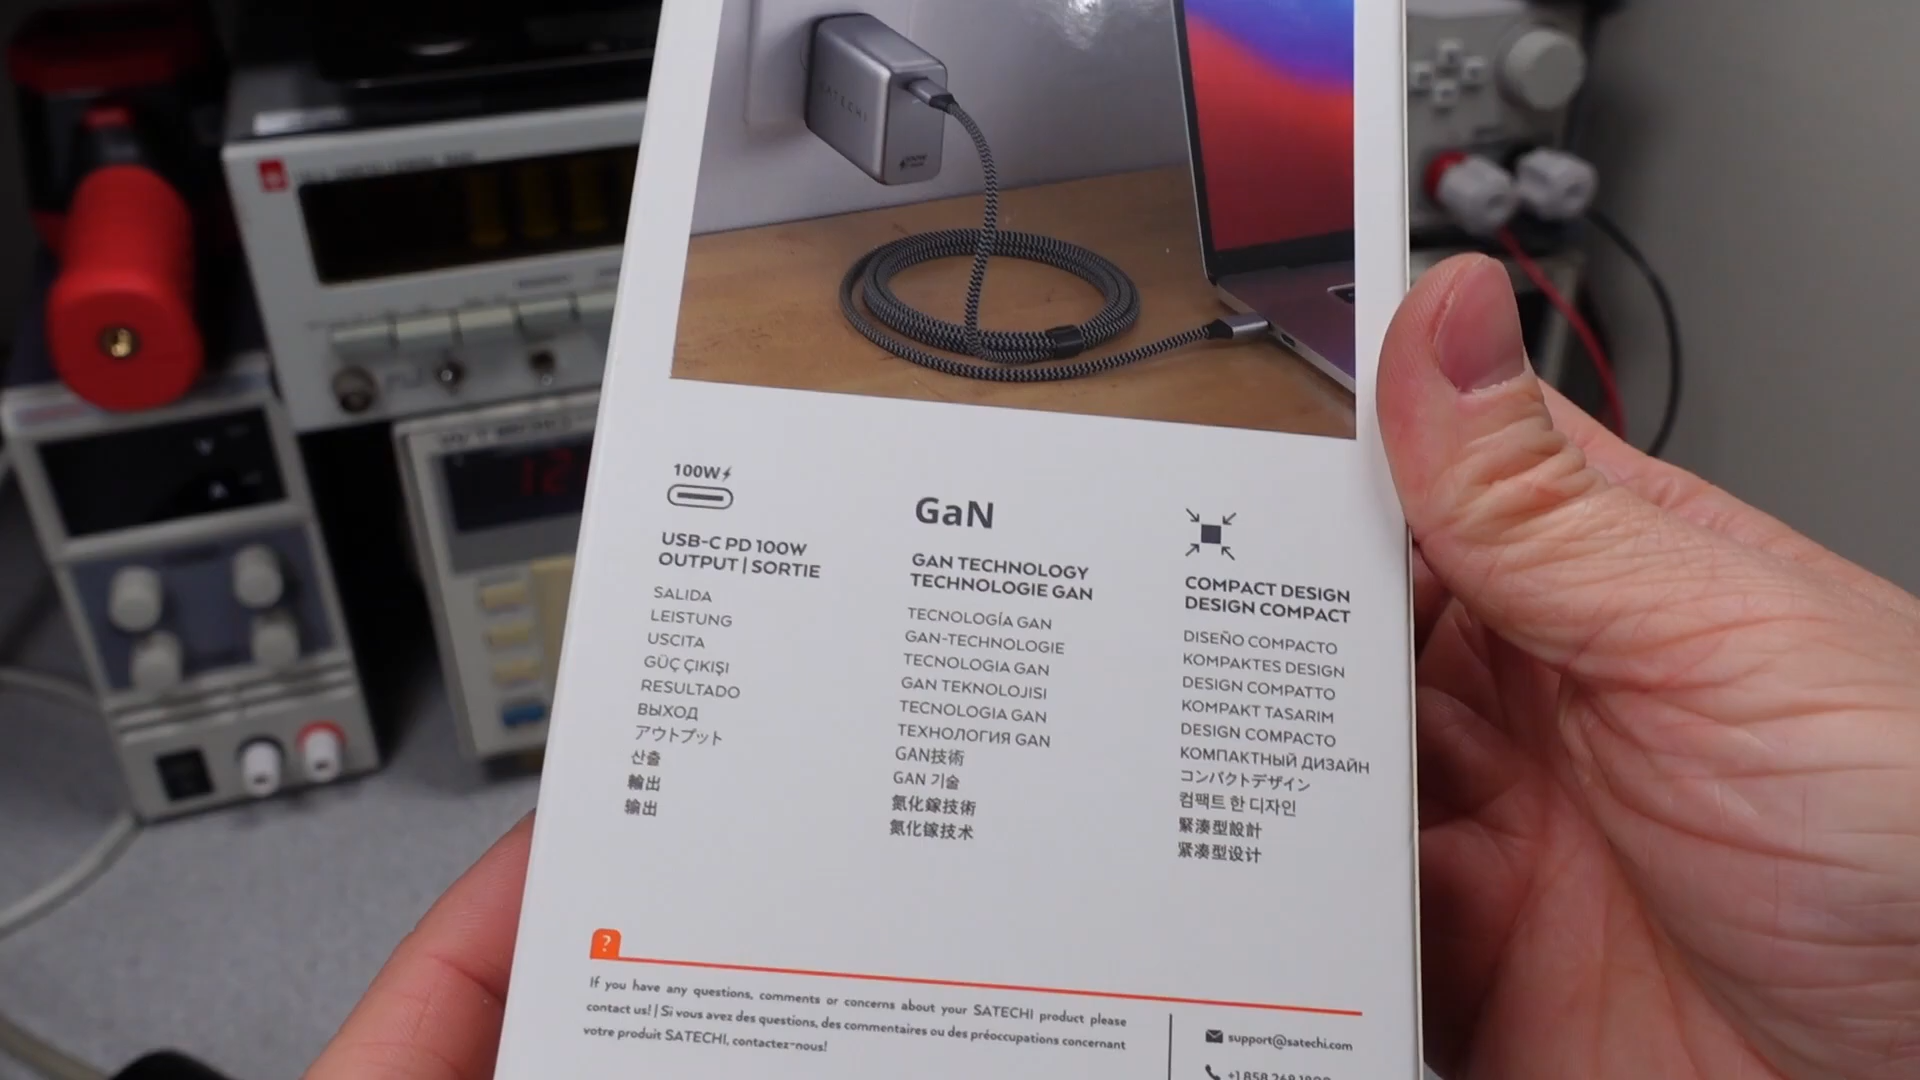 SATECHI
100W
USB-C PD 100W
OUTPUT | SORTIE
SALIDA
LEISTUNG
USCITA
GÜÇ ÇIKIŞI
RESULTADO
ВЫХОД
アウトプット
산출
輸出
输出
GaN
GAN TECHNOLOGY
TECHNOLOGIE GAN
TECNOLOGÍA GAN
GAN-TECHNOLOGIE
TECNOLOGIA GAN
GAN TEKNOLOJISI
TECNOLOGIA GAN
ТЕХНОЛОГИЯ GAN
GAN技術
GAN 기술
氮化鎵技術
氮化鎵技术
COMPACT DESIGN
DESIGN COMPACT
DISEÑO COMPACTO
KOMPAKTES DESIGN
DESIGN COMPATTO
KOMPAKT TASARIM
DESIGN COMPACTO
КОМПАКТНЫЙ ДИЗАЙН
コンパクトデザイン
컴팩트 한 디자인
緊湊型設計
紧凑型设计
?
If you have any questions, comments or concerns about your SATECHI product please
contact us! | Si vous avez des questions, des commentaires ou des préoccupations concernant
votre produit SATECHI, contactez-nous!
support@satechi.com
+1 858 268 1800